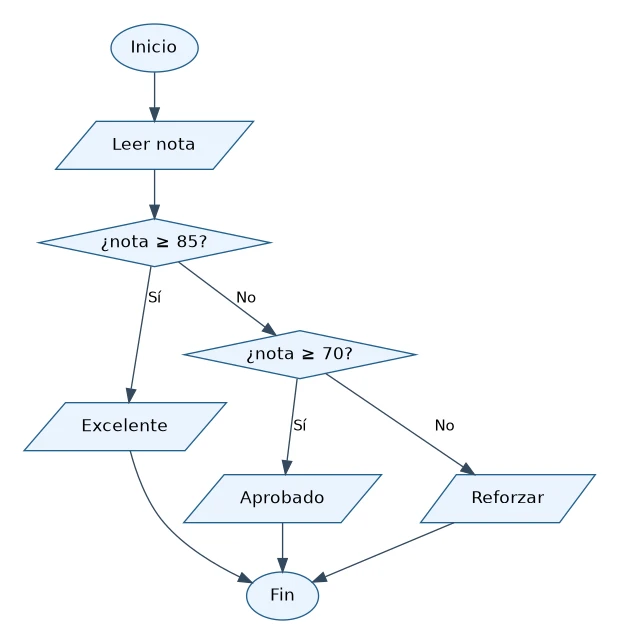 Inicio
Leer nota
¿nota ≥ 85?
Sí
No
¿nota ≥ 70?
Excelente
Sí
No
Aprobado
Reforzar
Fin